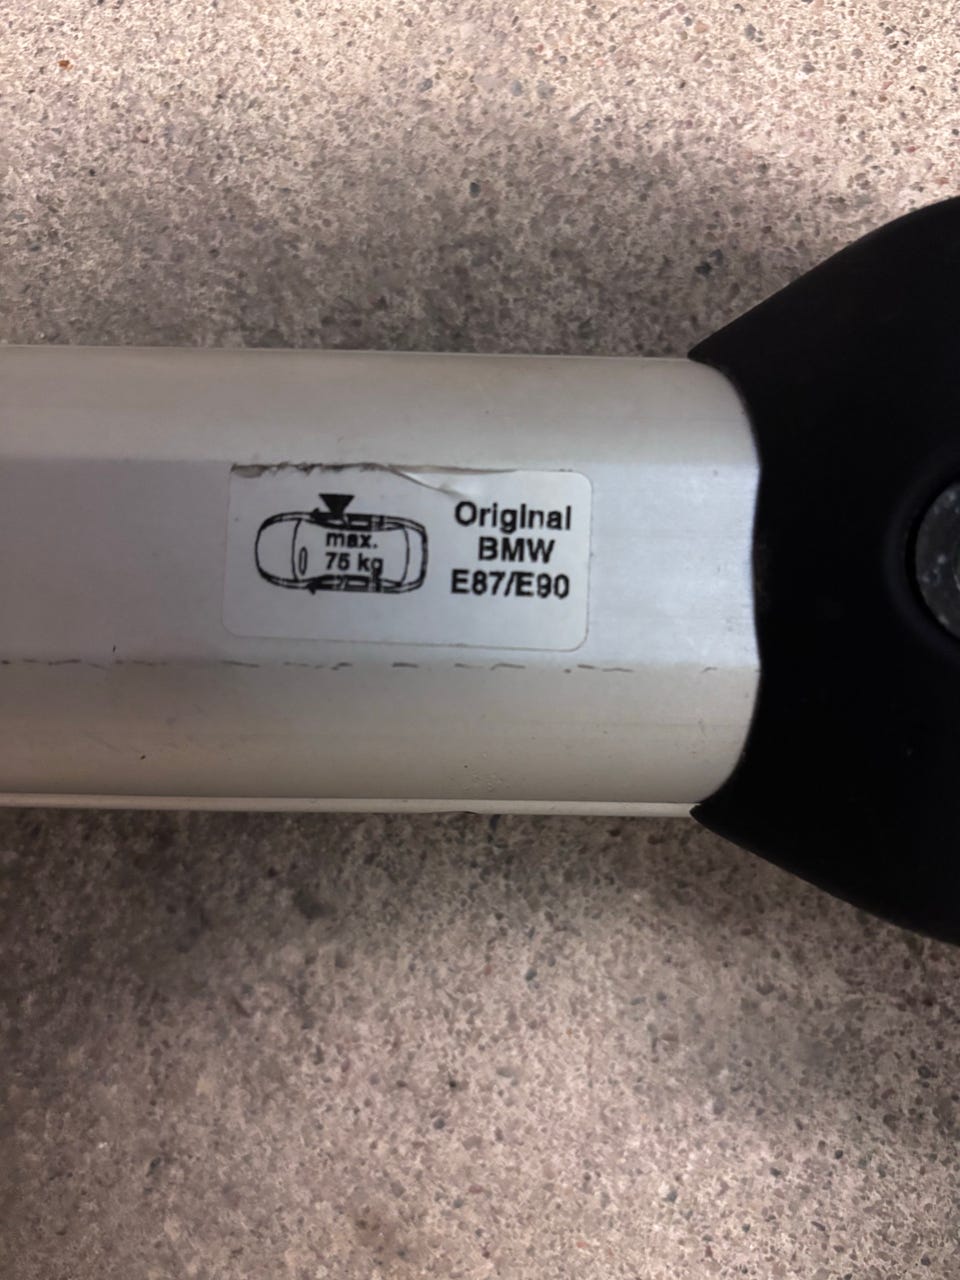 max.
75 kg
Original
BMW
E87/E90